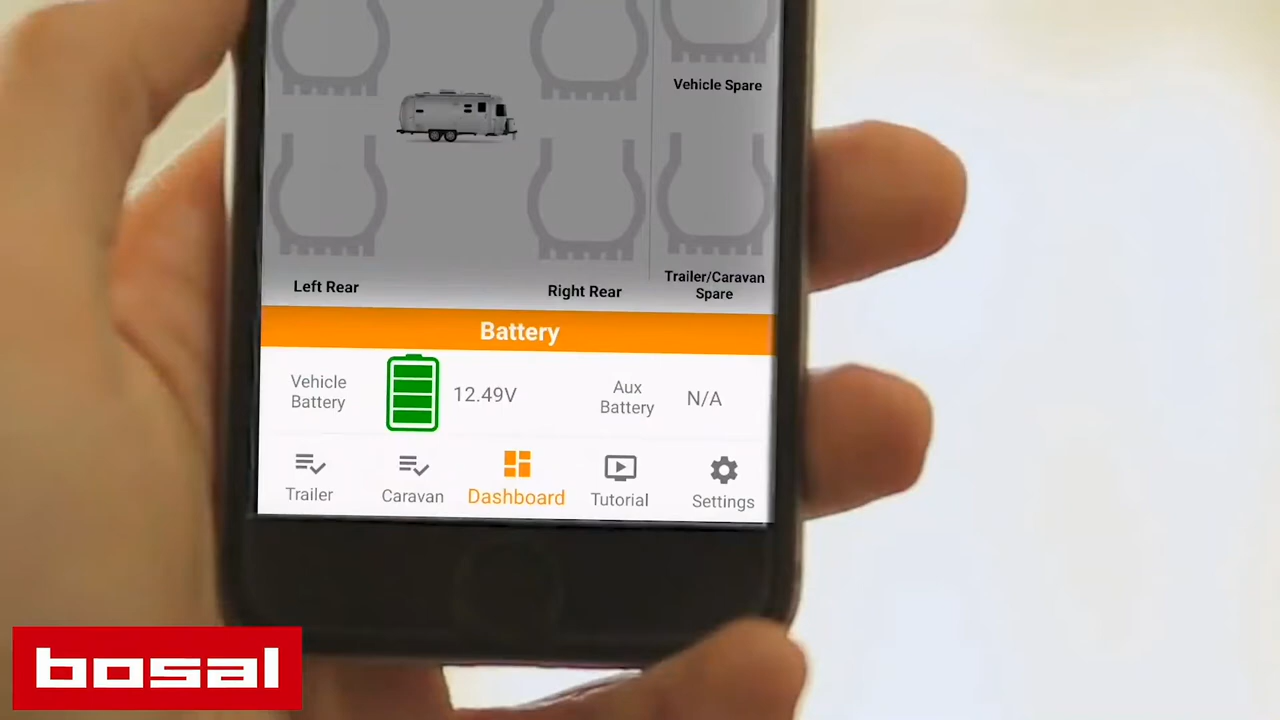 Vehicle Spare
Left Rear
Right Rear
Trailer/Caravan
Spare
Battery
Vehicle
Battery
12.49V
Aux
Battery
N/A
Trailer
Caravan
Dashboard
Tutorial
Settings
bosal